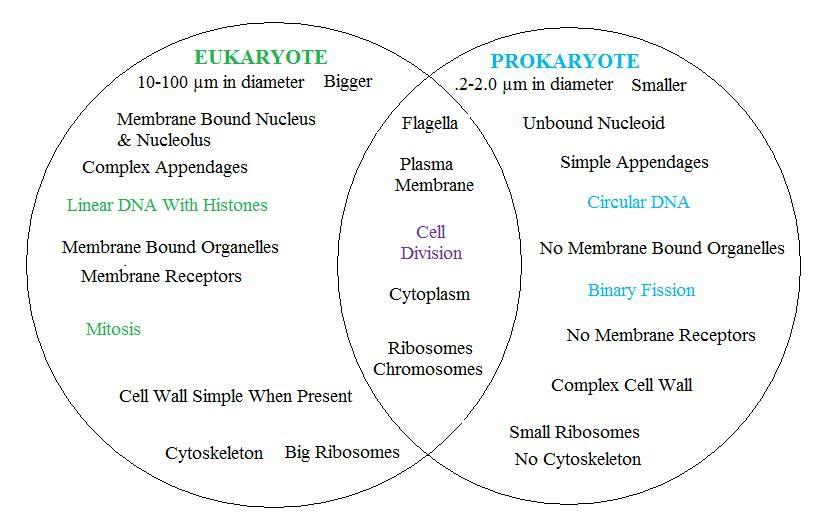 EUKARYOTE
10-100 µm in diameter Bigger
Membrane Bound Nucleus
& Nucleolus
Complex Appendages
Linear DNA With Histones
Membrane Bound Organelles
Membrane Receptors
Mitosis
Cell Wall Simple When Present
Cytoskeleton Big Ribosomes
Flagella
Plasma
Membrane
Cell
Division
Cytoplasm
Ribosomes
Chromosomes
PROKARYOTE
.2-2.0 µm in diameter Smaller
Unbound Nucleoid
Simple Appendages
Circular DNA
No Membrane Bound Organelles
Binary Fission
No Membrane Receptors
Complex Cell Wall
Small Ribosomes
No Cytoskeleton